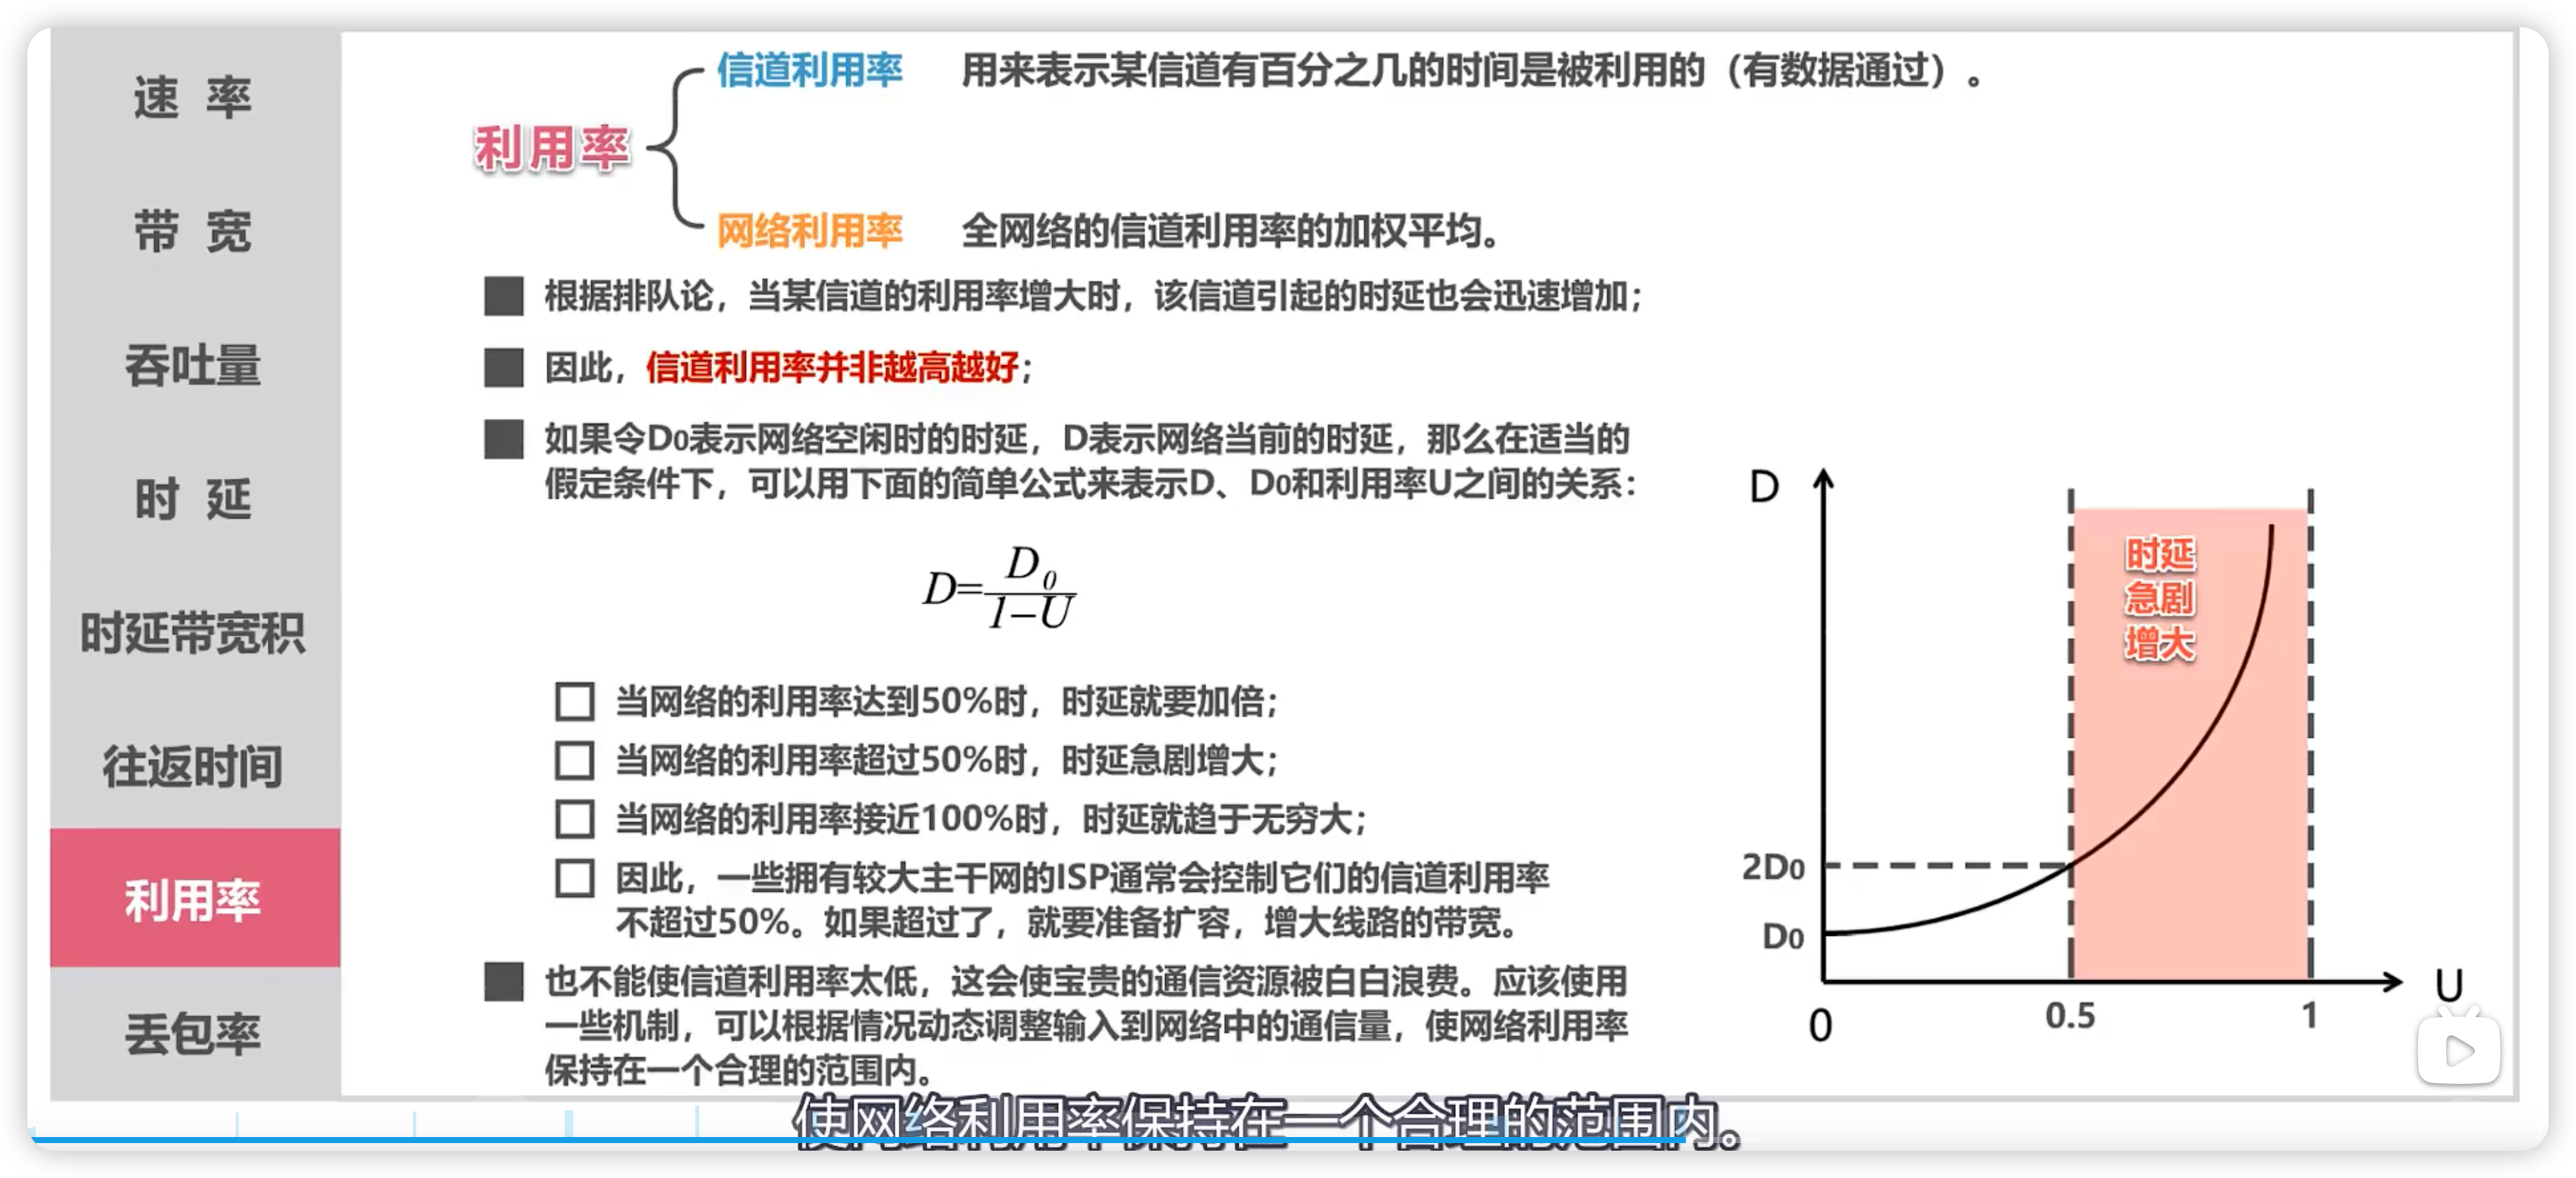 速 率
带 宽
吞吐量
时 延
时延带宽积
往返时间
利用率
丢包率
利用率
信道利用率 用来表示某信道有百分之几的时间是被利用的（有数据通过）。
网络利用率 全网络的信道利用率的加权平均。
根据排队论，当某信道的利用率增大时，该信道引起的时延也会迅速增加；
因此，信道利用率并非越高越好；
如果令D0表示网络空闲时的时延，D表示网络当前的时延，那么在适当的
假定条件下，可以用下面的简单公式来表示D、D0和利用率U之间的关系：
D=D0/1−U
当网络的利用率达到50%时，时延就要加倍；
当网络的利用率超过50%时，时延急剧增大；
当网络的利用率接近100%时，时延就趋于无穷大；
因此，一些拥有较大主干网的ISP通常会控制它们的信道利用率
不超过50%。如果超过了，就要准备扩容，增大线路的带宽。
也不能使信道利用率太低，这会使宝贵的通信资源被白白浪费。应该使用
一些机制，可以根据情况动态调整输入到网络中的通信量，使网络利用率
保持在一个合理的范围内。
D
时延
急剧
增大
2D0
D0
0
0.5
1
U
使网络利用率保持在一个合理的范围内。